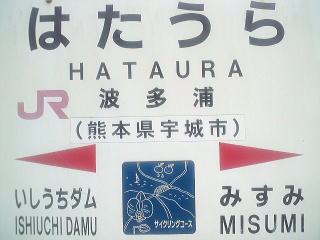 はたうら
HATAURA
JR 波多浦
(熊本県宇城市)
いしうちダム みすみ
ISHIUCHI DAMU MISUMI
サイクリングコース